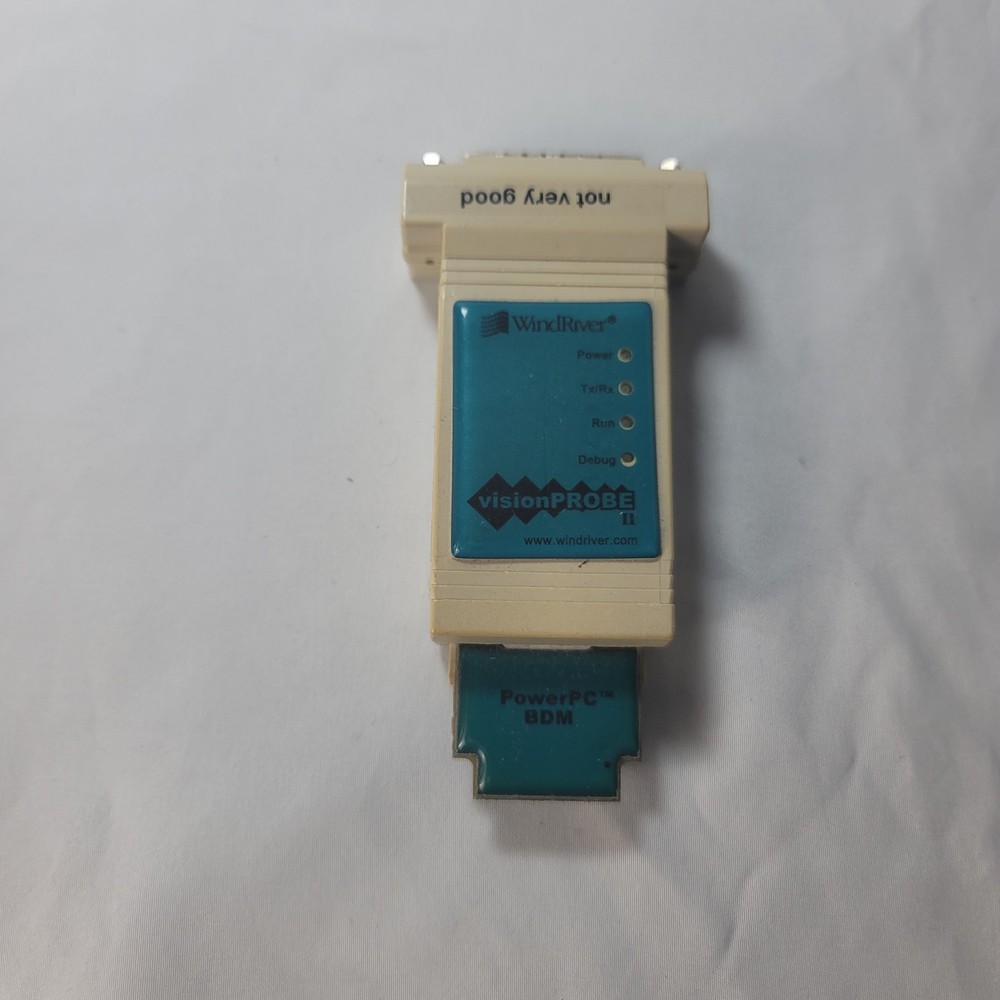 not very good
WindRiver®
Power
Tx/Rx
Run
Debug
visionPROBE
II
www.windriver.com
PowerPC™
BDM